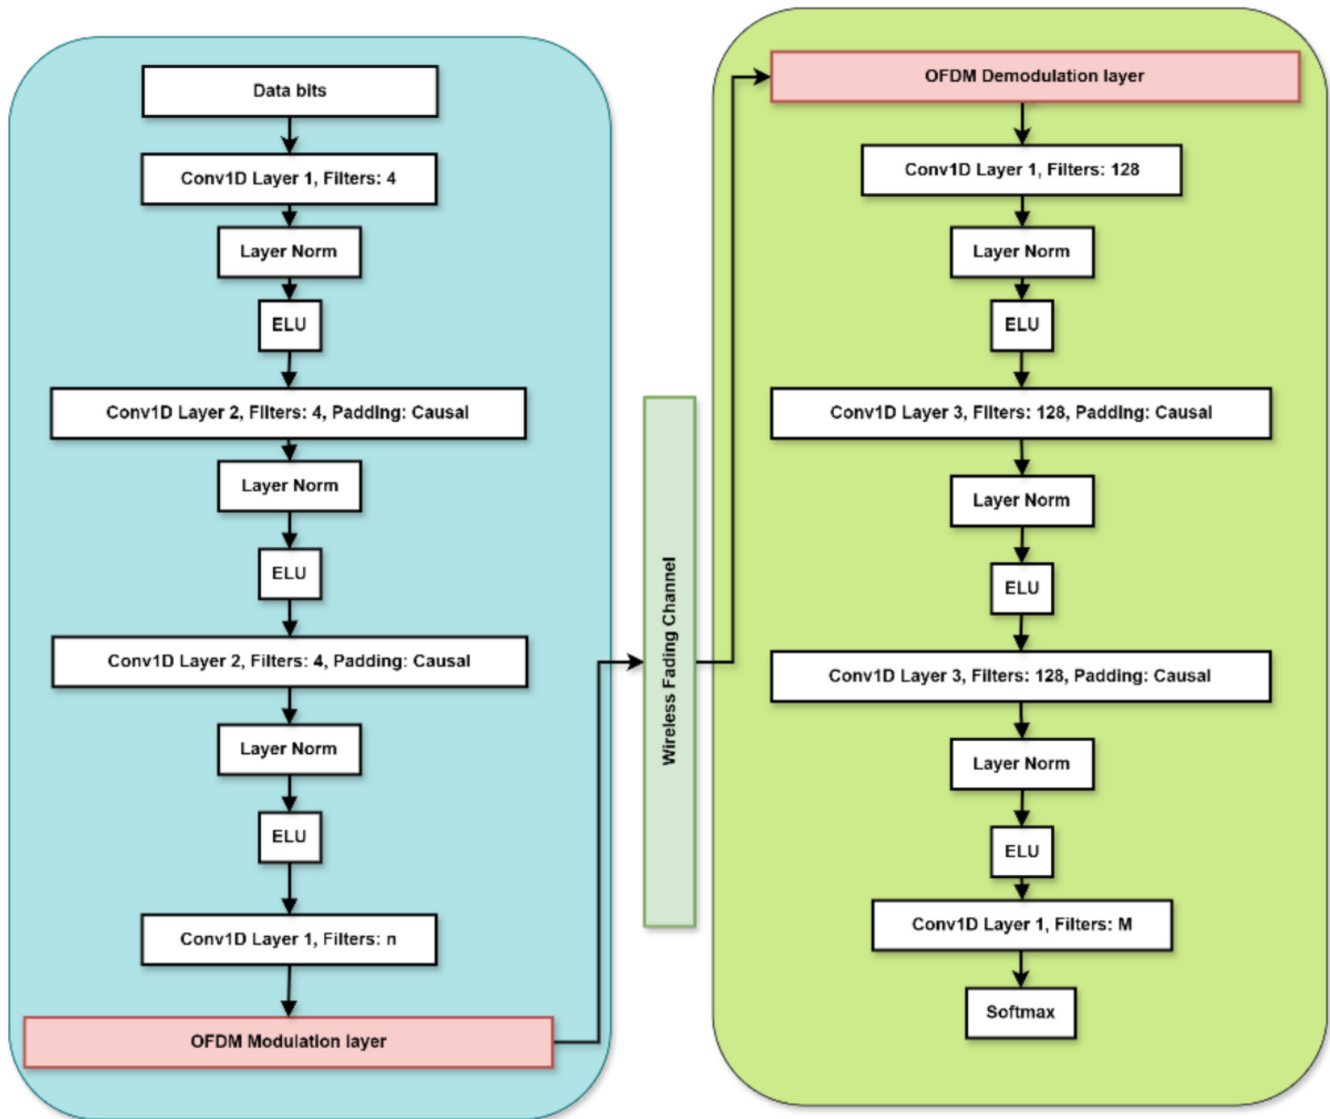 Data bits
Conv1D Layer 1, Filters: 4
Layer Norm
ELU
Conv1D Layer 2, Filters: 4, Padding: Causal
Layer Norm
ELU
Conv1D Layer 2, Filters: 4, Padding: Causal
Layer Norm
ELU
Conv1D Layer 1, Filters: n
OFDM Modulation layer
Wireless Fading Channel
OFDM Demodulation layer
Conv1D Layer 1, Filters: 128
Layer Norm
ELU
Conv1D Layer 3, Filters: 128, Padding: Causal
Layer Norm
ELU
Conv1D Layer 3, Filters: 128, Padding: Causal
Layer Norm
ELU
Conv1D Layer 1, Filters: M
Softmax